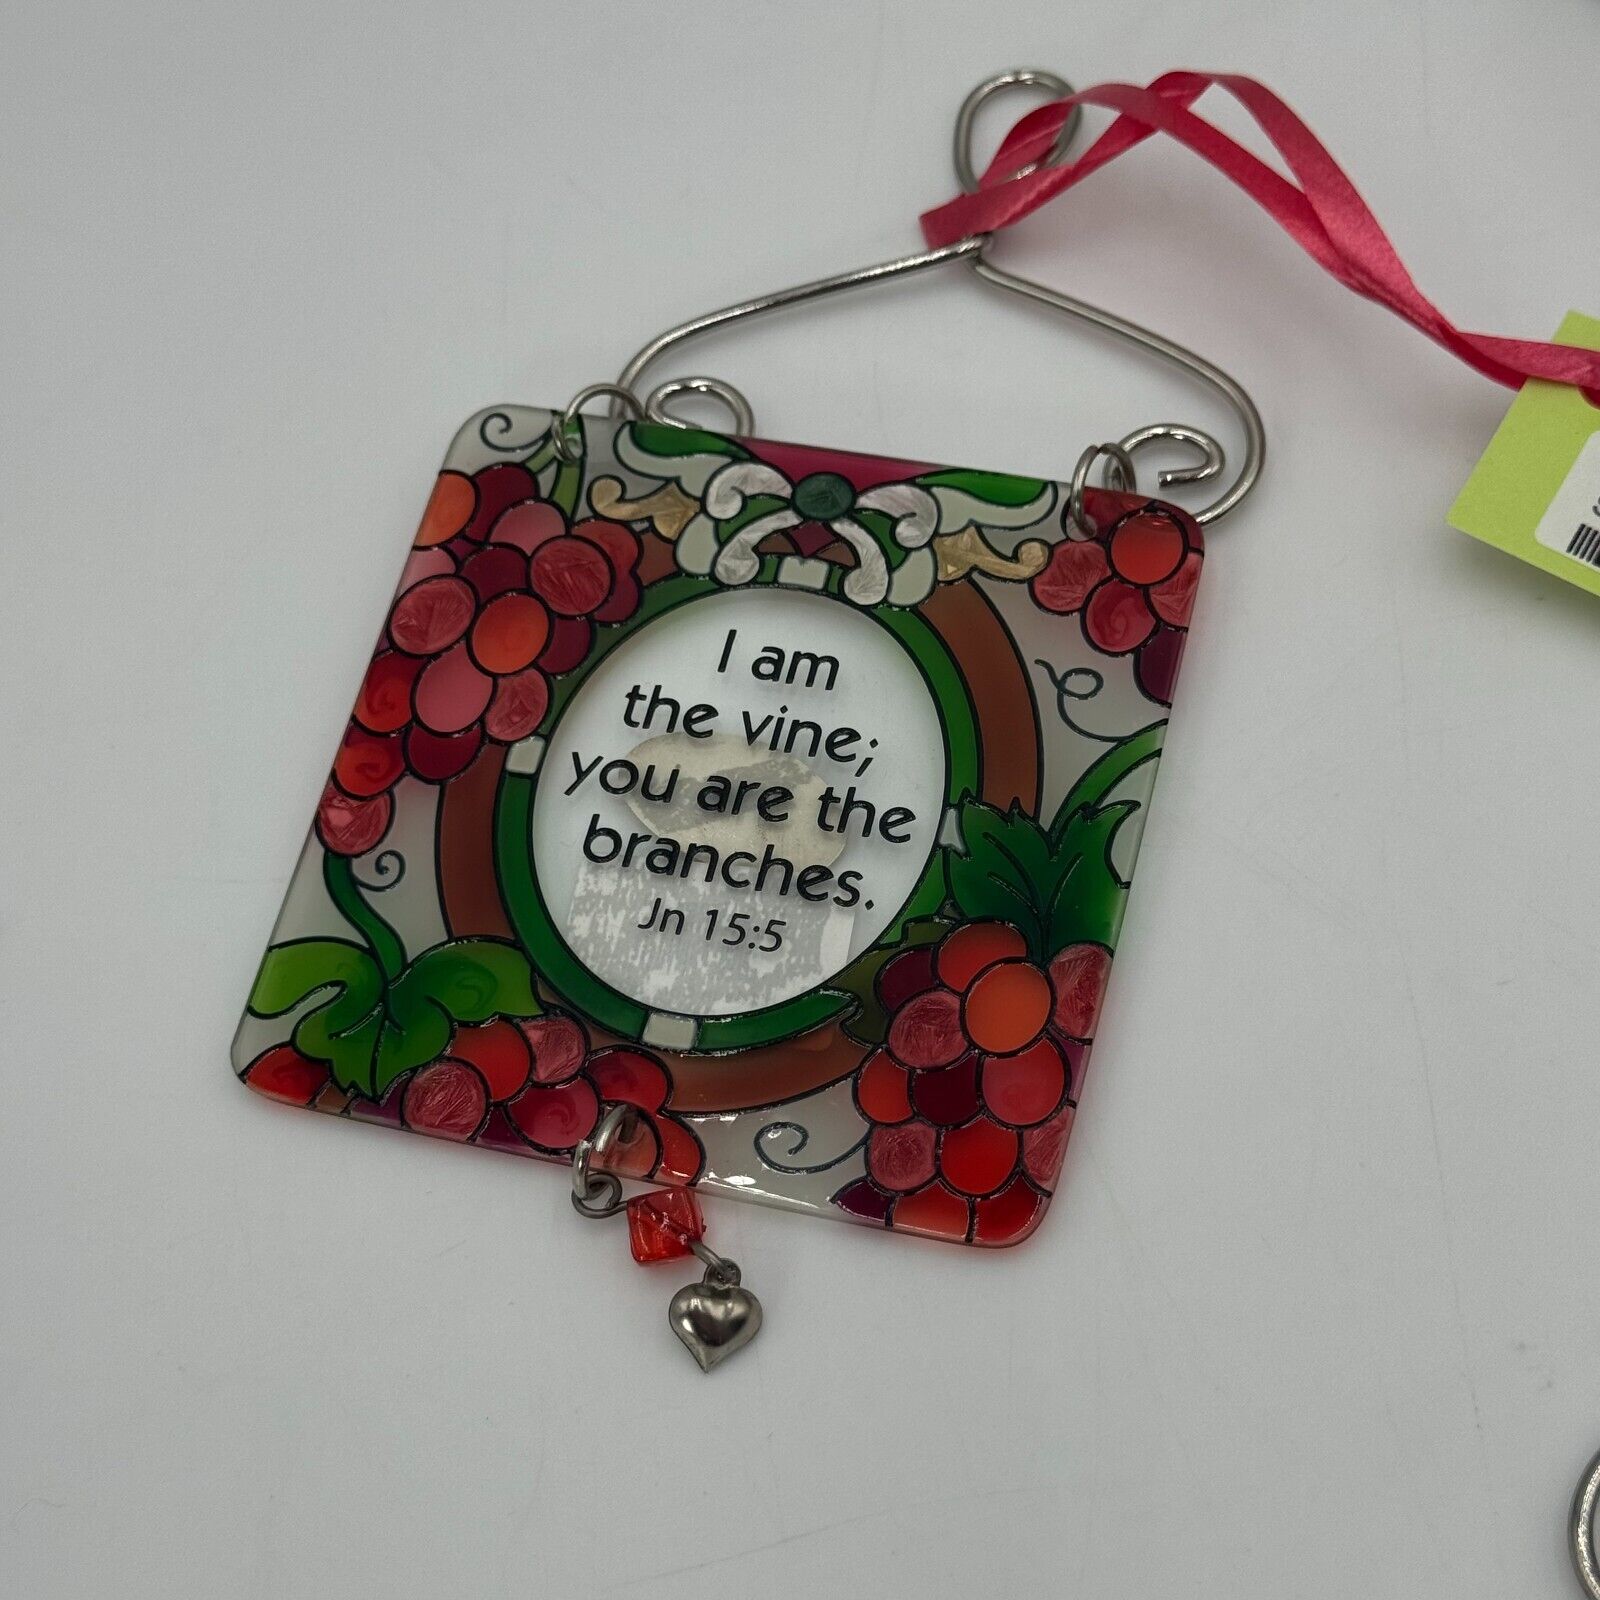 I am
the vine;
you are the
branches.
Jn 15:5